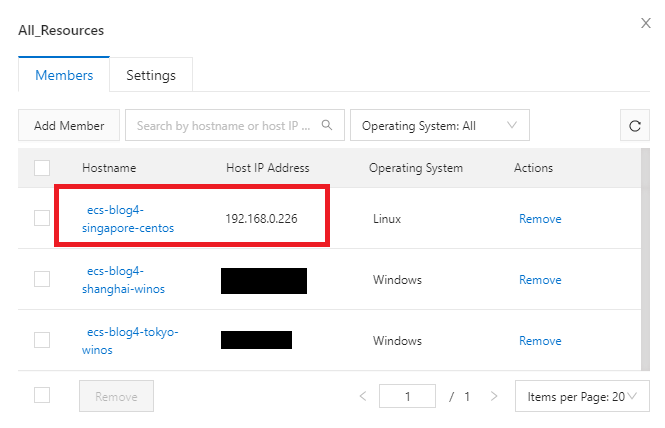 All_Resources
Members Settings
Add Member Search by hostname or host IP ... Operating System: All
Hostname Host IP Address Operating System Actions
ecs-blog4-
singapore-centos 192.168.0.226 Linux Remove
ecs-blog4-
shanghai-winos Windows Remove
ecs-blog4-tokyo-
winos Windows Remove
Remove 1 / 1 Items per Page: 20